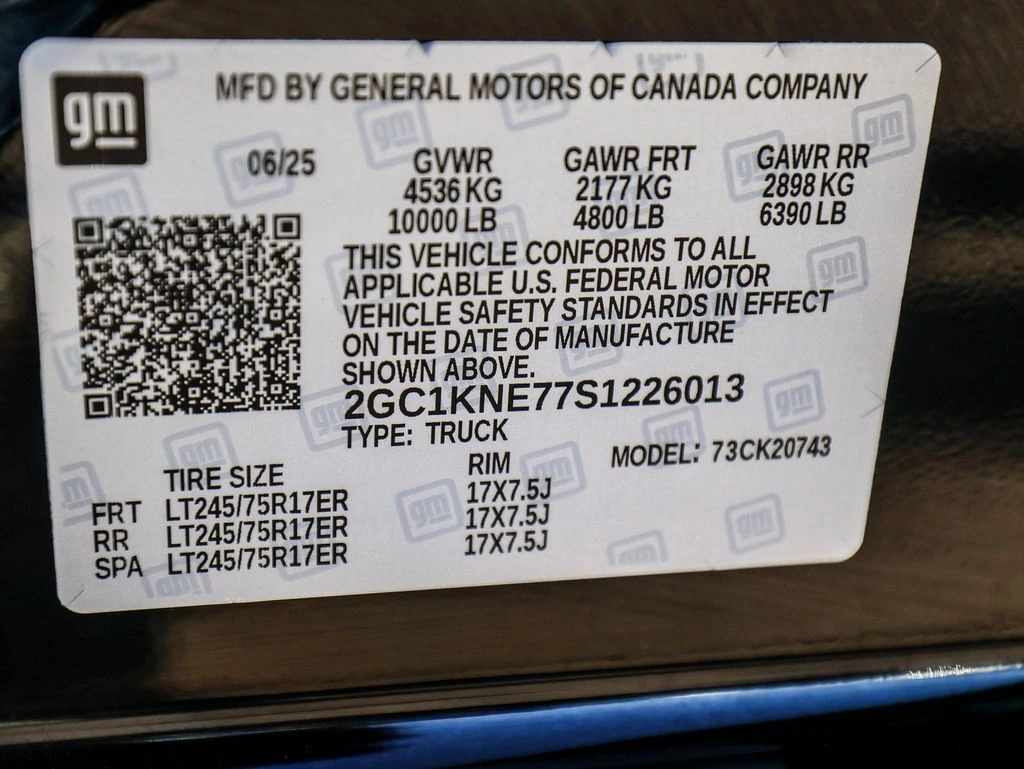 gm
MFD BY GENERAL MOTORS OF CANADA COMPANY
06/25 GVWR GAWR FRT GAWR RR
4536 KG 2177 KG 2898 KG
10000 LB 4800 LB 6390 LB
THIS VEHICLE CONFORMS TO ALL
APPLICABLE U.S. FEDERAL MOTOR
VEHICLE SAFETY STANDARDS IN EFFECT
ON THE DATE OF MANUFACTURE
SHOWN ABOVE.
2GC1KNE77S1226013
TYPE: TRUCK
MODEL: 73CK20743
TIRE SIZE RIM
FRT LT245/75R17ER 17X7.5J
RR LT245/75R17ER 17X7.5J
SPA LT245/75R17ER 17X7.5J